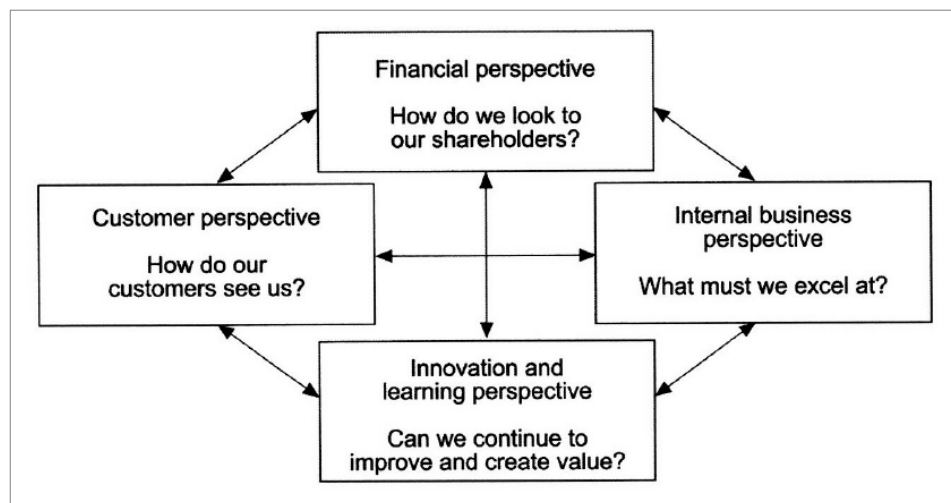 Financial perspective
How do we look to
our shareholders?
Customer perspective
How do our
customers see us?
Internal business
perspective
What must we excel at?
Innovation and
learning perspective
Can we continue to
improve and create value?